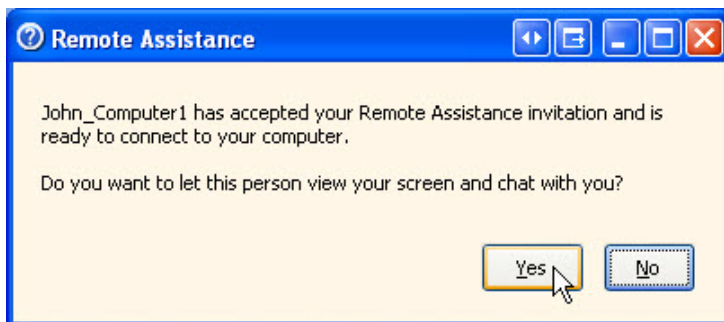 Remote Assistance
John_Computer1 has accepted your Remote Assistance invitation and is
ready to connect to your computer.
Do you want to let this person view your screen and chat with you?
Yes
No